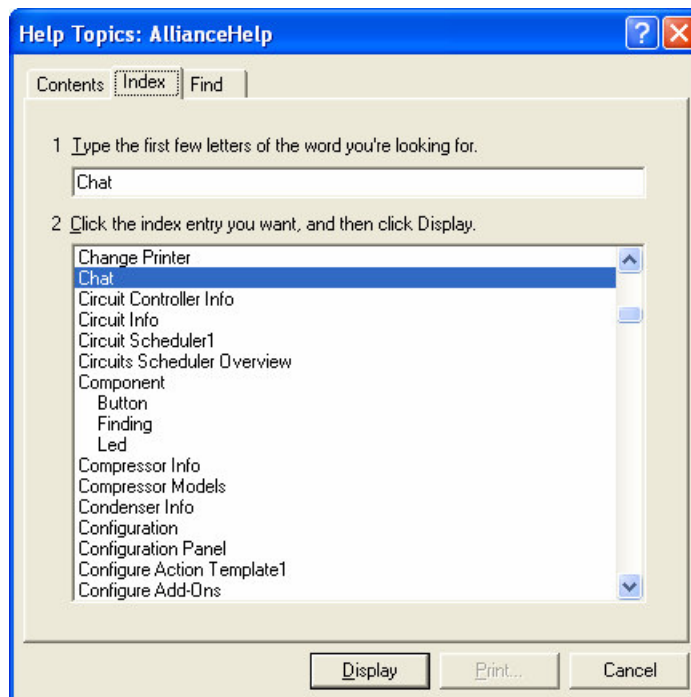 Help Topics: AllianceHelp
Contents Index Find
1 Type the first few letters of the word you're looking for.
Chat
2 Click the index entry you want, and then click Display.
Change Printer
Chat
Circuit Controller Info
Circuit Info
Circuit Scheduler1
Circuits Scheduler Overview
Component
Button
Finding
Led
Compressor Info
Compressor Models
Condenser Info
Configuration
Configuration Panel
Configure Action Template1
Configure Add-Ons
Display Print... Cancel